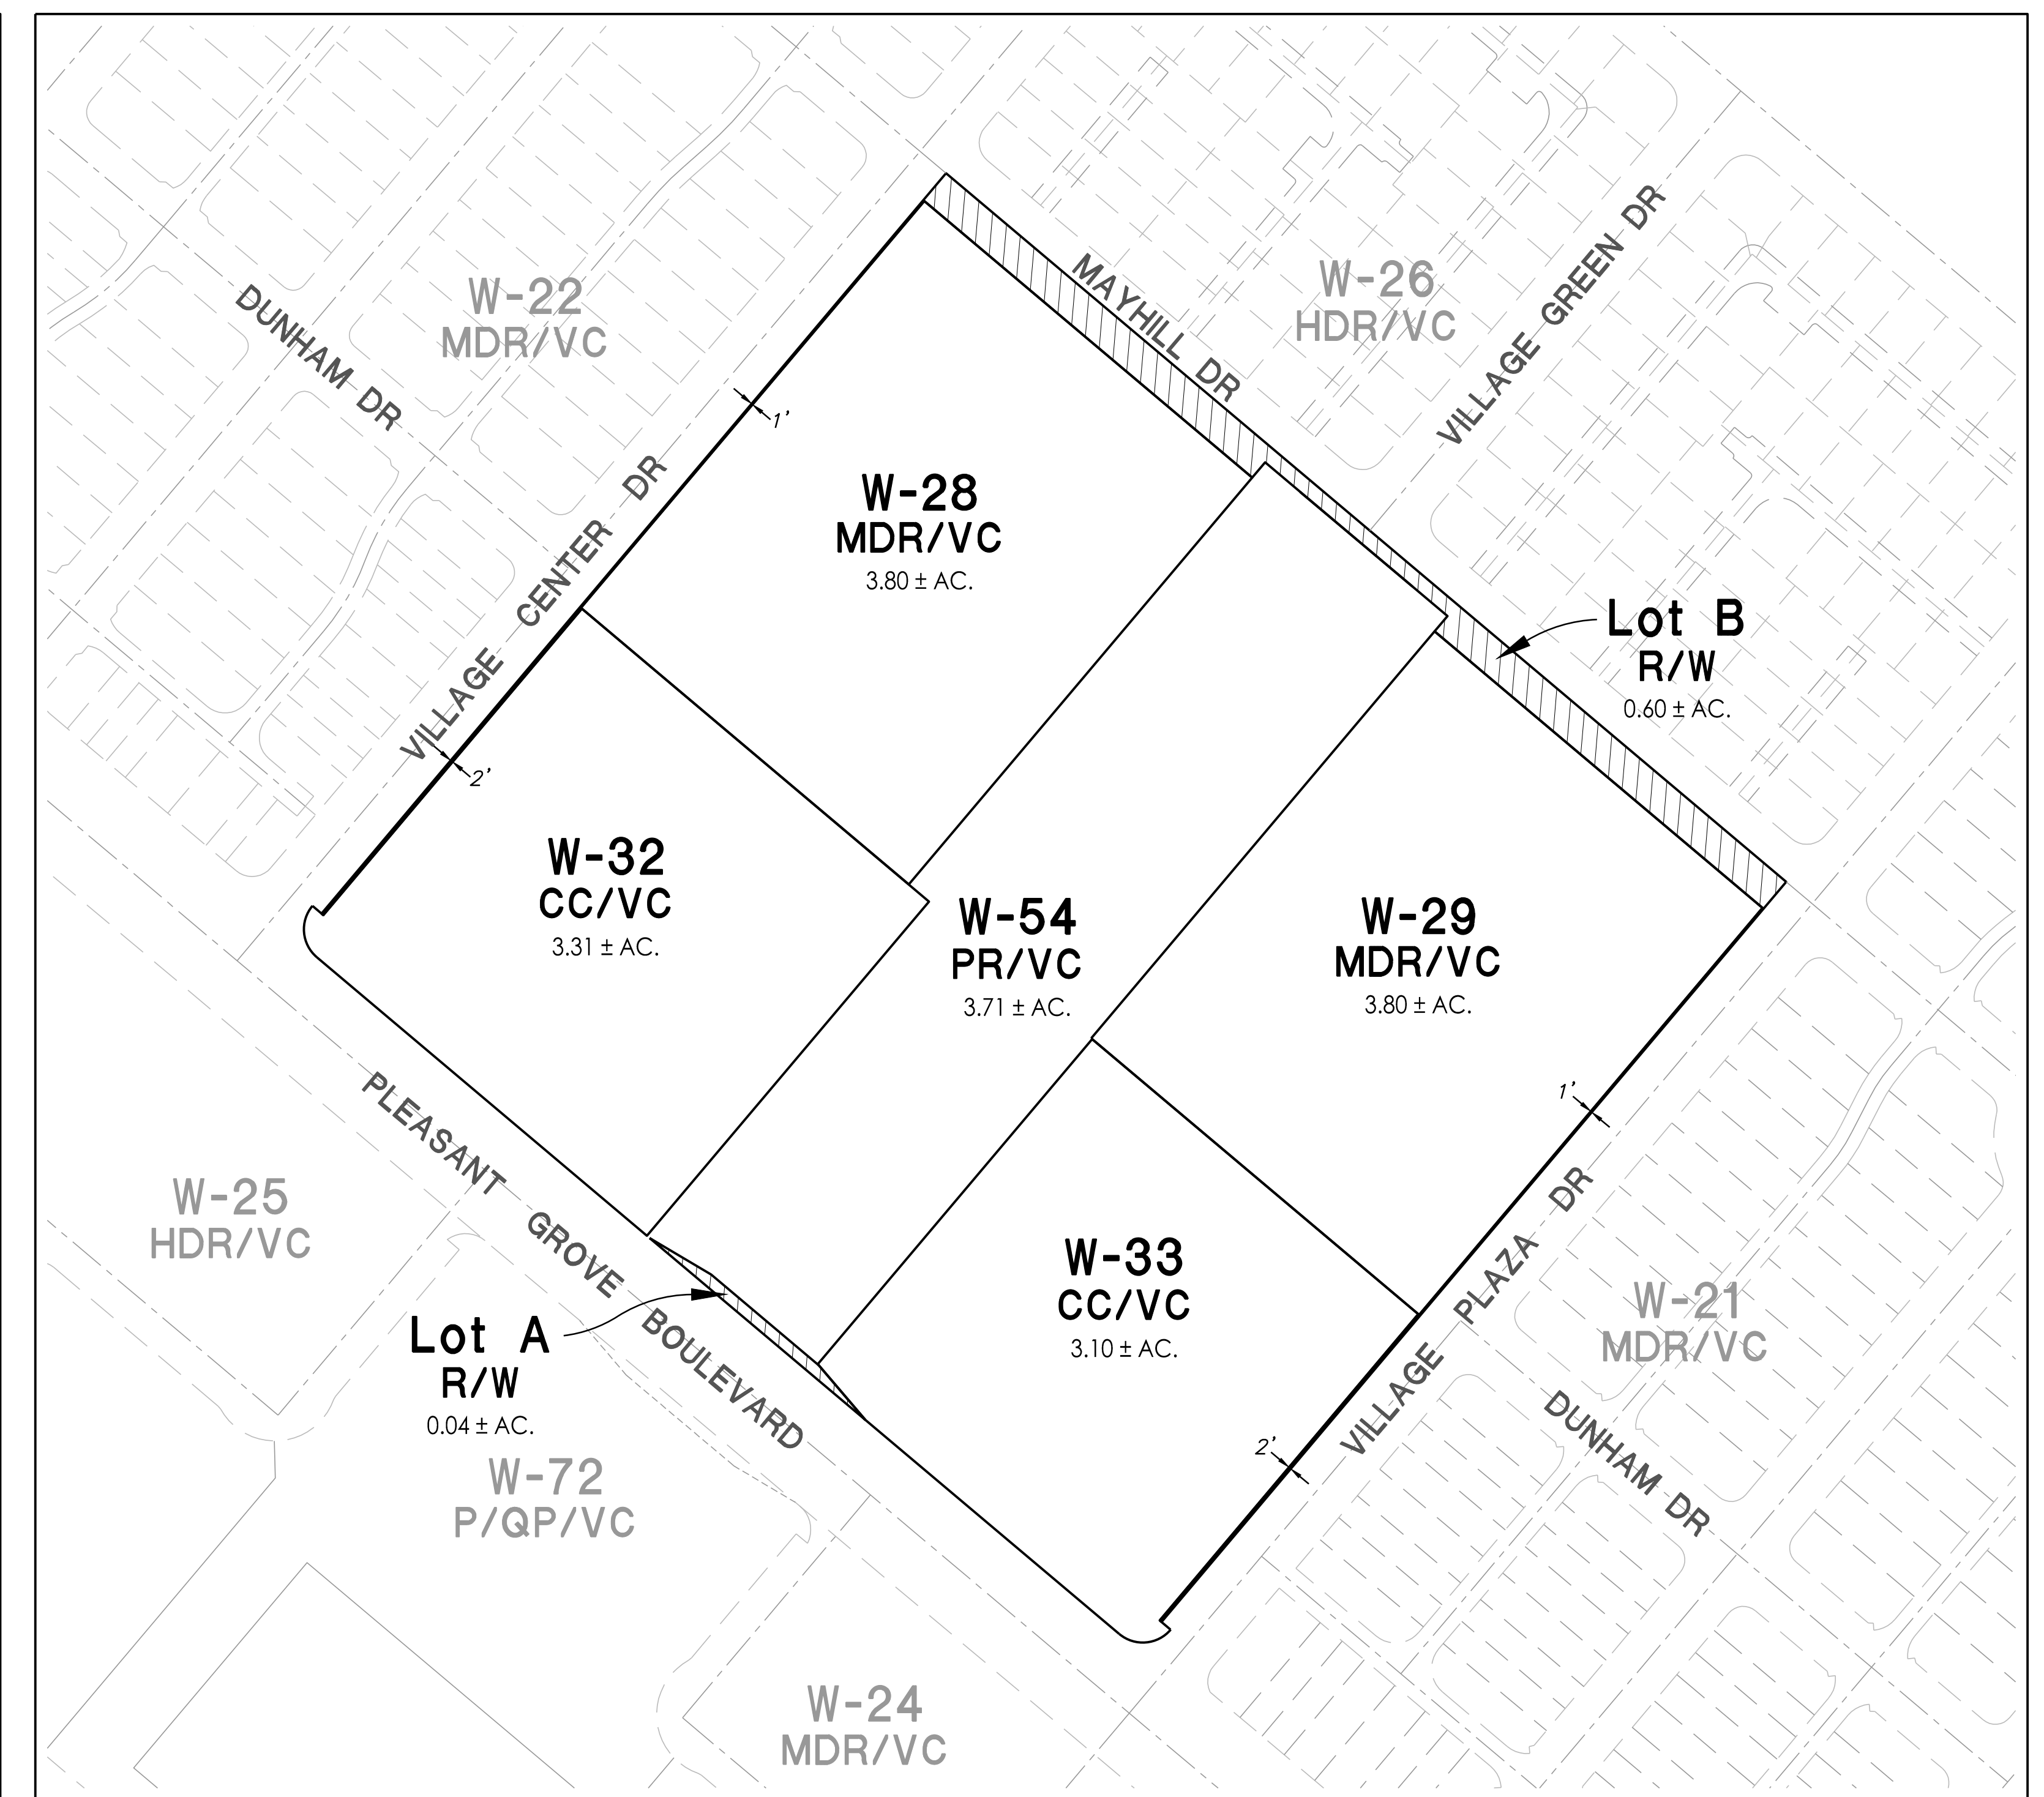 MAYHILL DR
W-26
HDR/VC
VILLAGE GREEN DR
W-22
MDR/VC
DUNHAM DR
1'
W-28
MDR/VC
3.80 ± AC.
VILLAGE CENTER DR
Lot B
R/W
0.60 ± AC.
2'
W-32
CC/VC
3.31 ± AC.
W-54
PR/VC
3.71 ± AC.
W-29
MDR/VC
3.80 ± AC.
1'
PLEASANT GROVE BOULEVARD
W-25
HDR/VC
W-33
CC/VC
3.10 ± AC.
VILLAGE PLAZA DR
W-21
MDR/VC
Lot A
R/W
0.04 ± AC.
2'
DUNHAM DR
W-72
P/QP/VC
W-24
MDR/VC